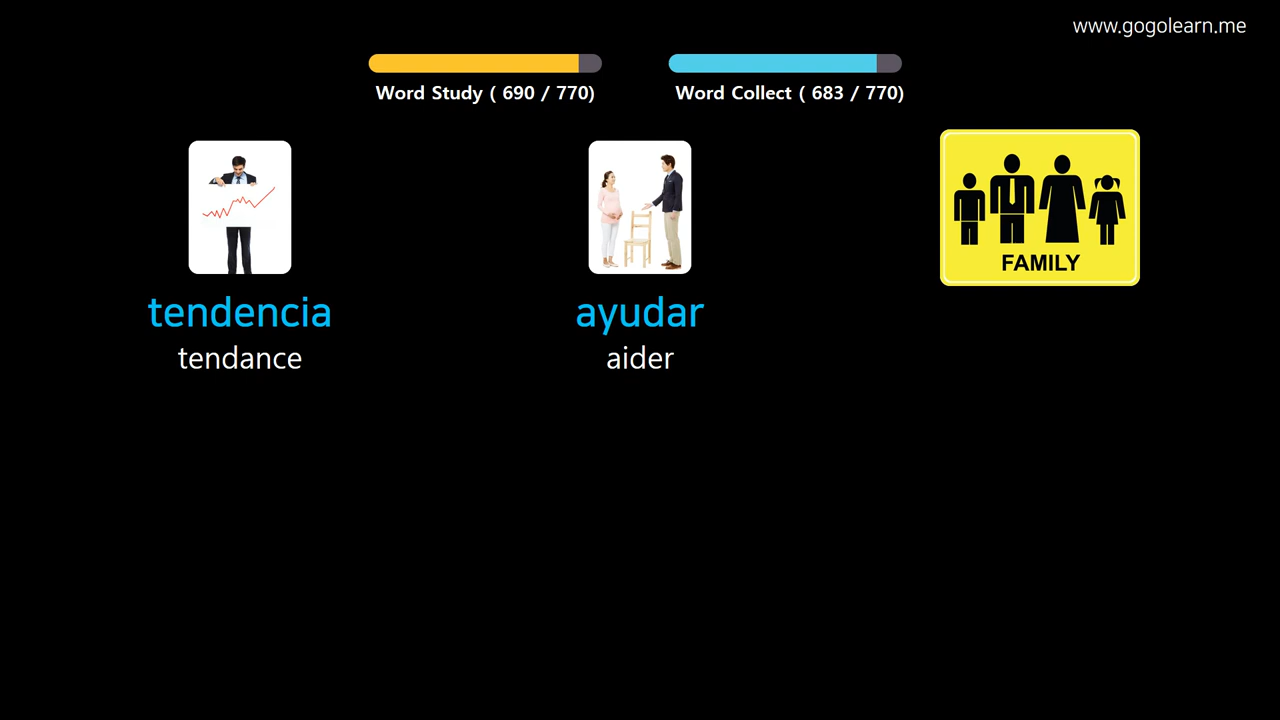 www.gogolearn.me
Word Study ( 690 / 770)
Word Collect ( 683 / 770)
FAMILY
tendencia
ayudar
tendance
aider